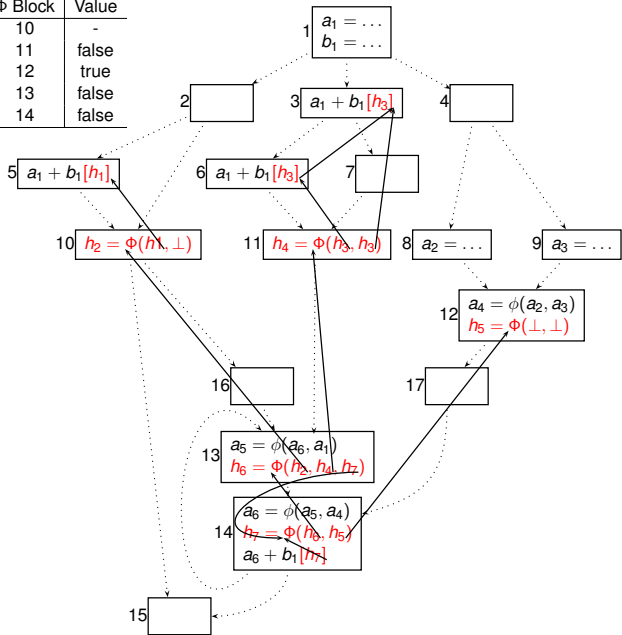 Φ Block Value
10 -
11 false
12 true
13 false
14 false
1 a₁ = …
b₁ = …
2
3 a₁ + b₁[h₃]
4
5 a₁ + b₁[h₁]
6 a₁ + b₁[h₃]
7
10 h₂ = Φ(h1, ⊥)
11 h₄ = Φ(h₃, h₃)
8 a₂ = …
9 a₃ = …
12 a₄ = ϕ(a₂, a₃)
h₅ = Φ(⊥, ⊥)
16
17
13 a₅ = ϕ(a₆, a₁)
h₆ = Φ(h₂, h₄, h₇)
14 a₆ = ϕ(a₅, a₄)
h₇ = Φ(h₆, h₅)
a₆ + b₁[h₇]
15